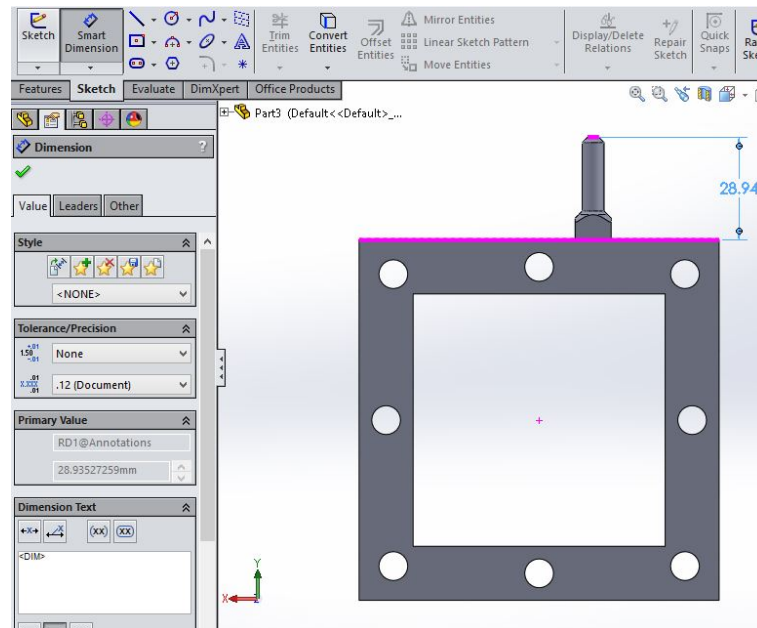 Sketch
Smart Dimension
Trim Entities
Convert Entities
Offset Entities
Mirror Entities
Linear Sketch Pattern
Move Entities
Display/Delete Relations
Repair Sketch
Quick Snaps
Features Sketch Evaluate DimXpert Office Products
Part3 (Default<<Default>_...
Dimension ?
Value Leaders Other
Style
<NONE>
Tolerance/Precision
None
.12 (Document)
Primary Value
RD1@Annotations
28.93527259mm
Dimension Text
(xx) (xx)
<DIM>
28.94
Y
X